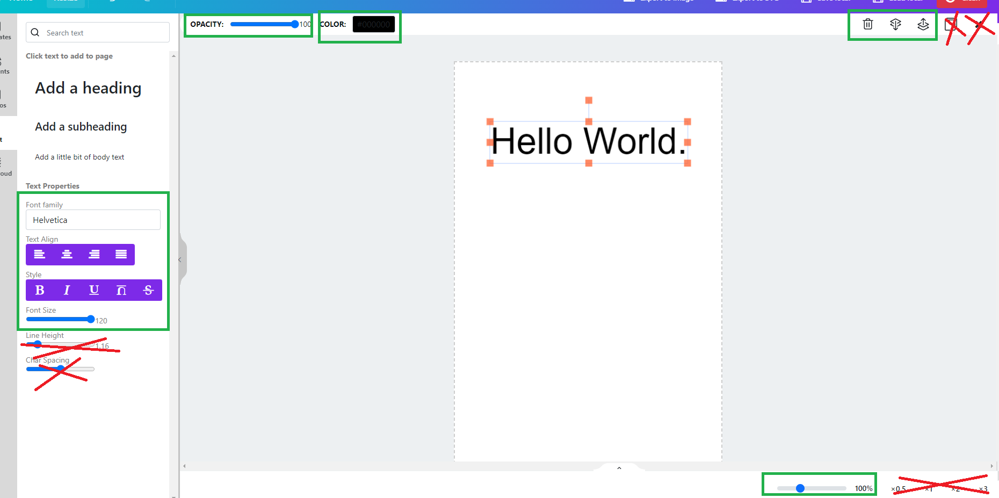 OPACITY: 100
COLOR: #000000
Search text
ates
Click text to add to page
nts
Add a heading
os
Add a subheading
t
Add a little bit of body text
oud
Hello World.
Text Properties
Font family
Helvetica
Text Align
Style
B I U n S
Font Size
120
Line Height
1.16
Char Spacing
100%
×0.5 ×1 ×2 ×3